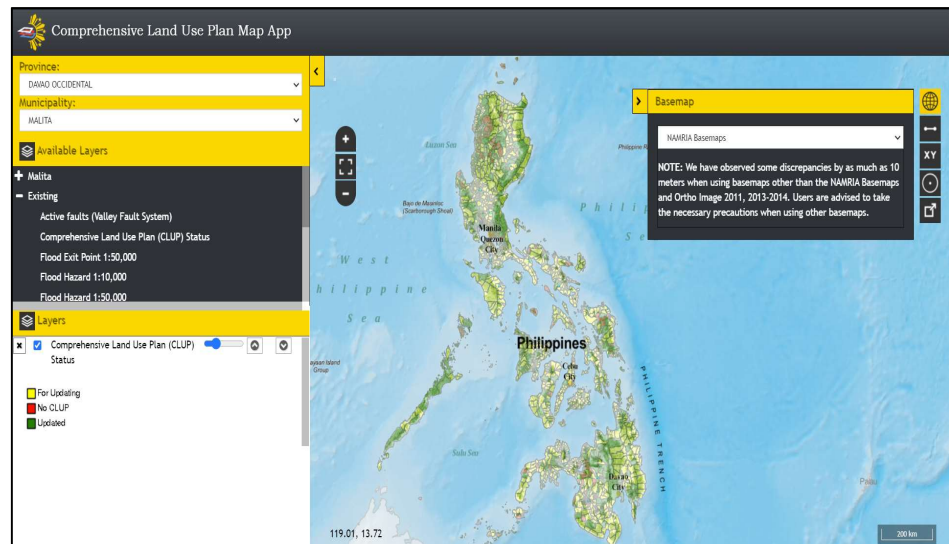 Comprehensive Land Use Plan Map App
Province:
DAVAO OCCIDENTAL
Municipality:
MALITA
Available Layers
Malita
Existing
Active faults (Valley Fault System)
Comprehensive Land Use Plan (CLUP) Status
Flood Exit Point 1:50,000
Flood Hazard 1:10,000
Flood Hazard 1:50,000
Layers
Comprehensive Land Use Plan (CLUP)
Status
For Updating
No CLUP
Updated
Basemap
NAMRIA Basemaps
NOTE: We have observed some discrepancies by as much as 10
meters when using basemaps other than the NAMRIA Basemaps
and Ortho Image 2011, 2013-2014. Users are advised to take
the necessary precautions when using other basemaps.
XY
Luzon Sea
Philippine
Bajo de Masinloc
(Scarborough Shoal)
Manila
Quezon
City
West
Philippine
Sea
Philippines
Cebu
City
PHILIPPINE TRENCH
Sulu Sea
Davao
City
119.01, 13.72
200 km